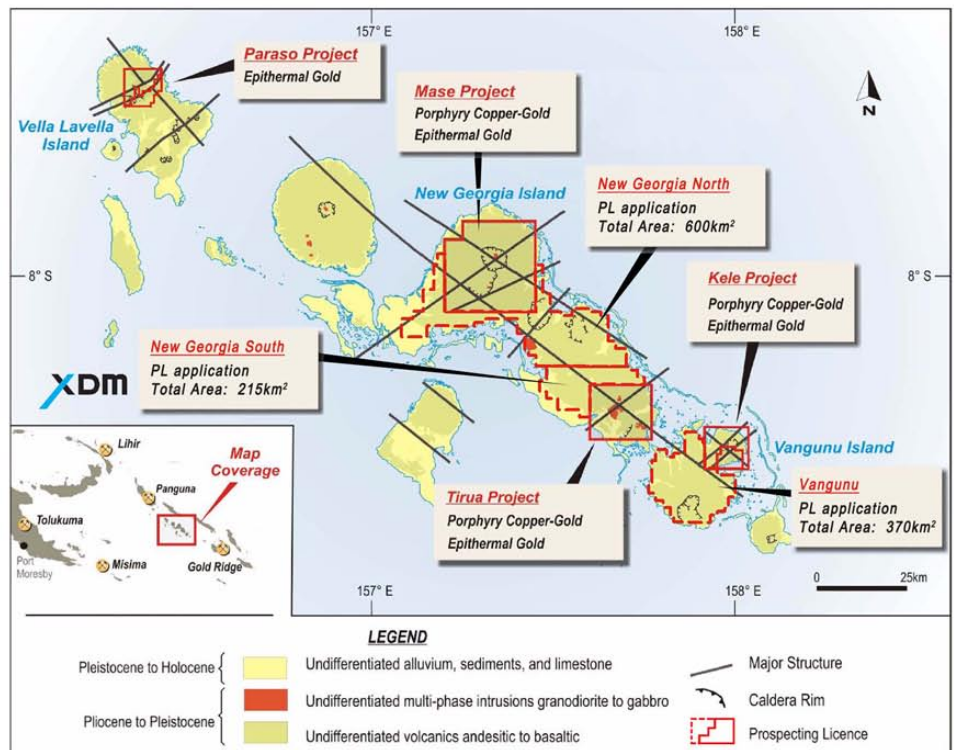 157° E
158° E
Paraso Project
Epithermal Gold
Mase Project
Porphyry Copper-Gold
Epithermal Gold
N
Vella Lavella
Island
New Georgia Island
New Georgia North
PL application
Total Area: 600km²
8° S
8° S
Kele Project
Porphyry Copper-Gold
Epithermal Gold
New Georgia South
PL application
Total Area: 215km²
XDM
Lihir
Map
Coverage
Panguna
Tolukuma
Port
Moresby
Misima
Gold Ridge
Vangunu Island
Tirua Project
Porphyry Copper-Gold
Epithermal Gold
Vangunu
PL application
Total Area: 370km²
157° E
158° E
0 25km
LEGEND
Pleistocene to Holocene
Undifferentiated alluvium, sediments, and limestone
Pliocene to Pleistocene
Undifferentiated multi-phase intrusions granodiorite to gabbro
Undifferentiated volcanics andesitic to basaltic
Major Structure
Caldera Rim
Prospecting Licence